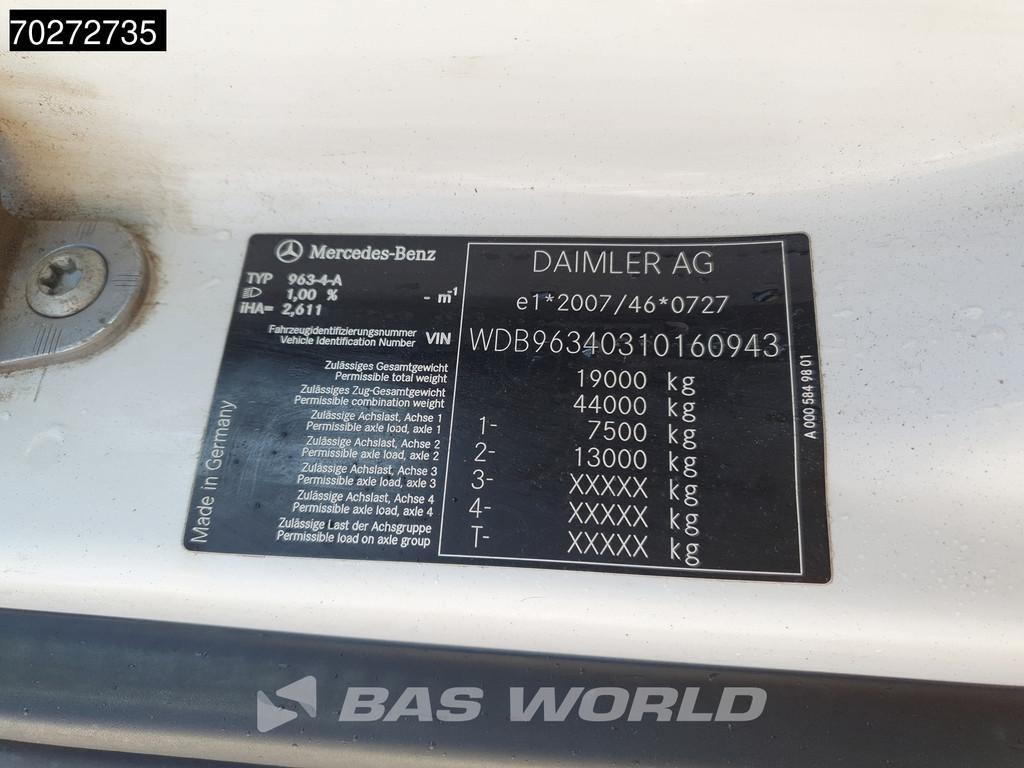 70272735
Mercedes-Benz
TYP 963-4-A
1,00 % - m⁻¹
iHA= 2,611
DAIMLER AG
e1*2007/46*0727
Fahrzeugidentifizierungsnummer
Vehicle Identification Number VIN WDB96340310160943
Zulässiges Gesamtgewicht
Permissible total weight 19000 kg
Zulässiges Zug-Gesamtgewicht
Permissible combination weight 44000 kg
Zulässige Achslast, Achse 1
Permissible axle load, axle 1 1- 7500 kg
Zulässige Achslast, Achse 2
Permissible axle load, axle 2 2- 13000 kg
Zulässige Achslast, Achse 3
Permissible axle load, axle 3 3- XXXXX kg
Zulässige Achslast, Achse 4
Permissible axle load, axle 4 4- XXXXX kg
Zulässige Last der Achsgruppe
Permissible load on axle group T- XXXXX kg
Made in Germany
A 000 584 98 01
BAS WORLD